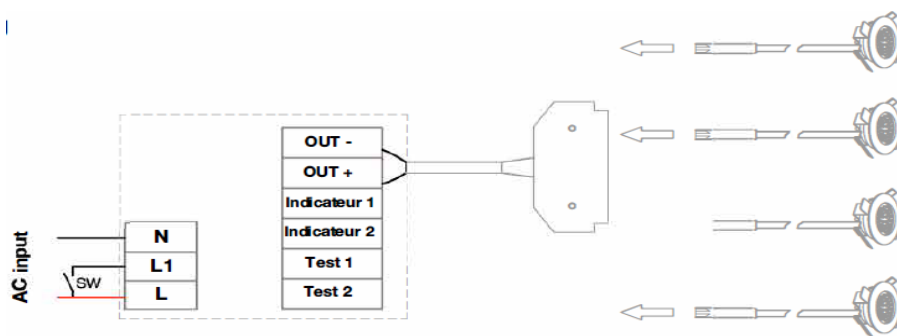 OUT -
OUT +
Indicateur 1
Indicateur 2
Test 1
Test 2
N
L1
L
SW
AC input